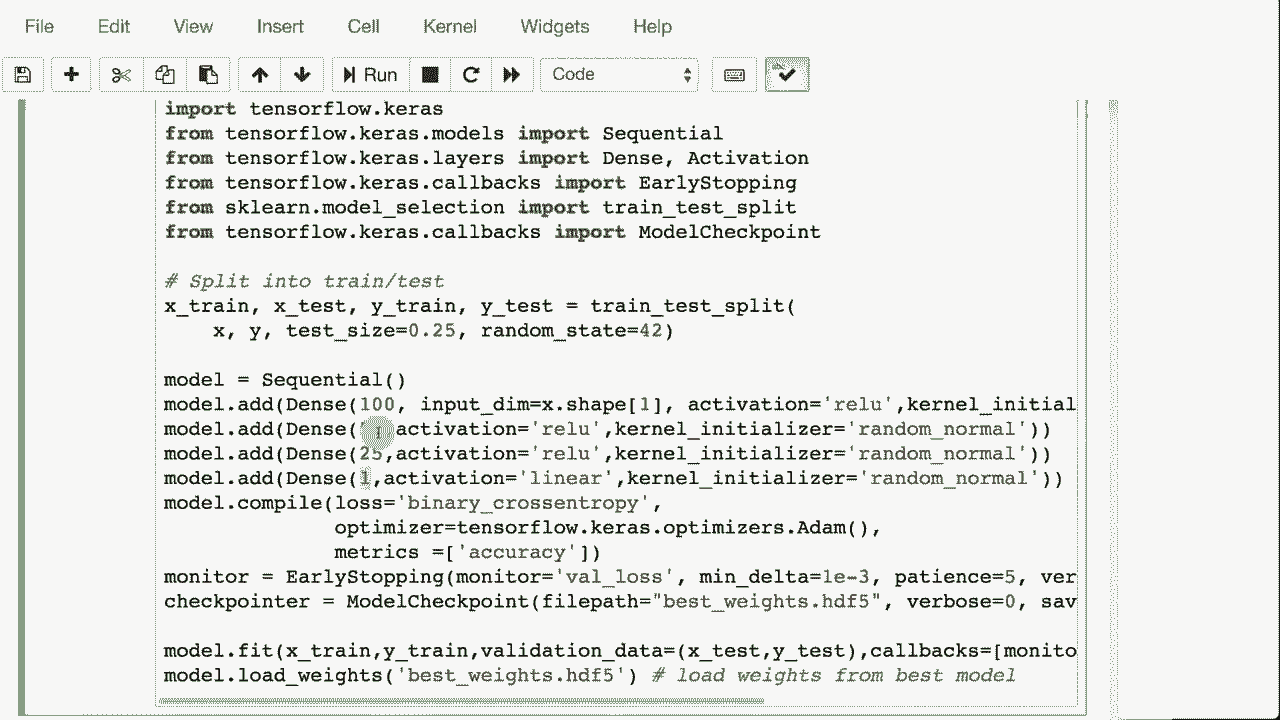 File Edit View Insert Cell Kernel Widgets Help
Run Code
import tensorflow.keras
from tensorflow.keras.models import Sequential
from tensorflow.keras.layers import Dense, Activation
from tensorflow.keras.callbacks import EarlyStopping
from sklearn.model_selection import train_test_split
from tensorflow.keras.callbacks import ModelCheckpoint
# Split into train/test
x_train, x_test, y_train, y_test = train_test_split(
x, y, test_size=0.25, random_state=42)
model = Sequential()
model.add(Dense(100, input_dim=x.shape[1], activation='relu',kernel_initial
model.add(Dense( activation='relu',kernel_initializer='random_normal'))
model.add(Dense(25,activation='relu',kernel_initializer='random_normal'))
model.add(Dense(1,activation='linear',kernel_initializer='random_normal'))
model.compile(loss='binary_crossentropy',
optimizer=tensorflow.keras.optimizers.Adam(),
metrics =['accuracy'])
monitor = EarlyStopping(monitor='val_loss', min_delta=1e-3, patience=5, ver
checkpointer = ModelCheckpoint(filepath="best_weights.hdf5", verbose=0, sav
model.fit(x_train,y_train,validation_data=(x_test,y_test),callbacks=[monito
model.load_weights('best_weights.hdf5') # load weights from best model